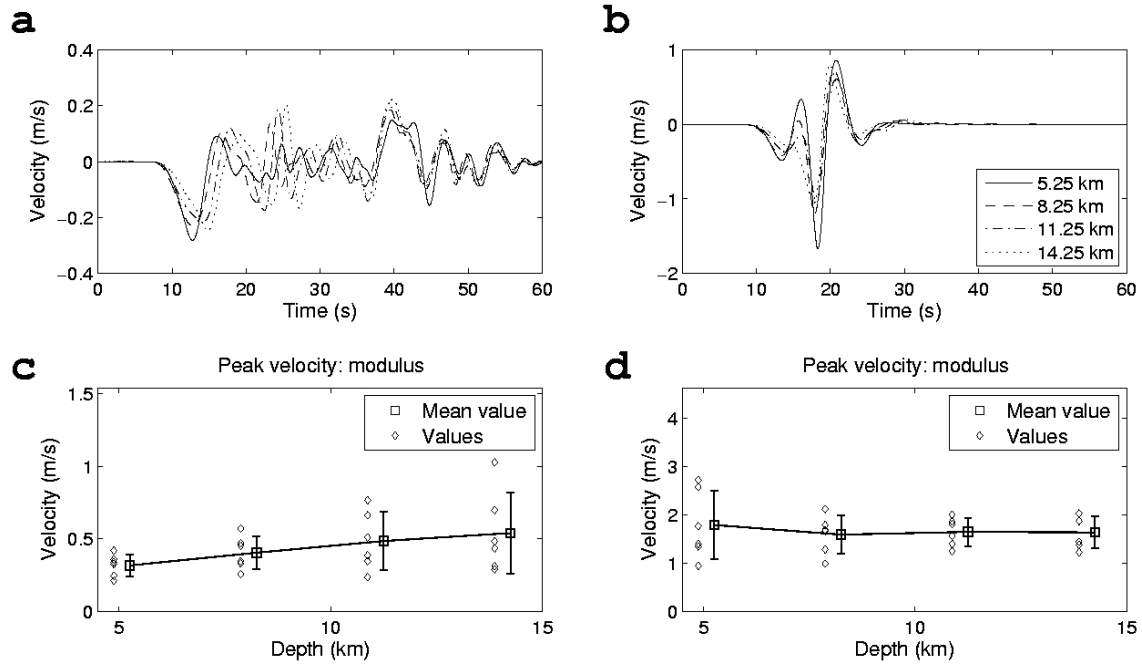 a
0.4
0.2
0
−0.2
−0.4
Velocity (m/s)
0 10 20 30 40 50 60
Time (s)
b
1
0
−1
−2
Velocity (m/s)
0 10 20 30 40 50 60
Time (s)
5.25 km
8.25 km
11.25 km
14.25 km
c
Peak velocity: modulus
1.5
1
0.5
0
Velocity (m/s)
5 10 15
Depth (km)
Mean value
Values
d
Peak velocity: modulus
4
3
2
1
0
Velocity (m/s)
5 10 15
Depth (km)
Mean value
Values